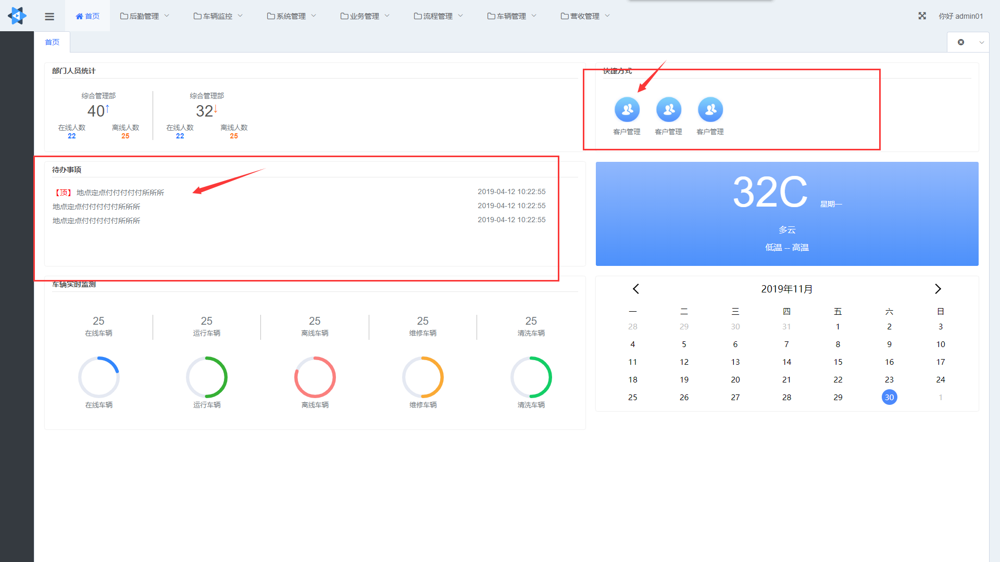 首页 后勤管理 车辆监控 系统管理 业务管理 流程管理 车辆管理 营收管理 你好 admin01
首页
部门人员统计
综合管理部 综合管理部
40↑ 32↓
在线人数 离线人数 在线人数 离线人数
22 25 22 25
快捷方式
客户管理 客户管理 客户管理
待办事项
【顶】 地点定点付付付付付所所所 2019-04-12 10:22:55
地点定点付付付付付所所所 2019-04-12 10:22:55
地点定点付付付付付所所所 2019-04-12 10:22:55
32C 星期一
多云
低温 -- 高温
车辆实时监测
25 25 25 25 25
在线车辆 运行车辆 离线车辆 维修车辆 清洗车辆
在线车辆 运行车辆 离线车辆 维修车辆 清洗车辆
2019年11月
一 二 三 四 五 六 日
28 29 30 31 1 2 3
4 5 6 7 8 9 10
11 12 13 14 15 16 17
18 19 20 21 22 23 24
25 26 27 28 29 30 1